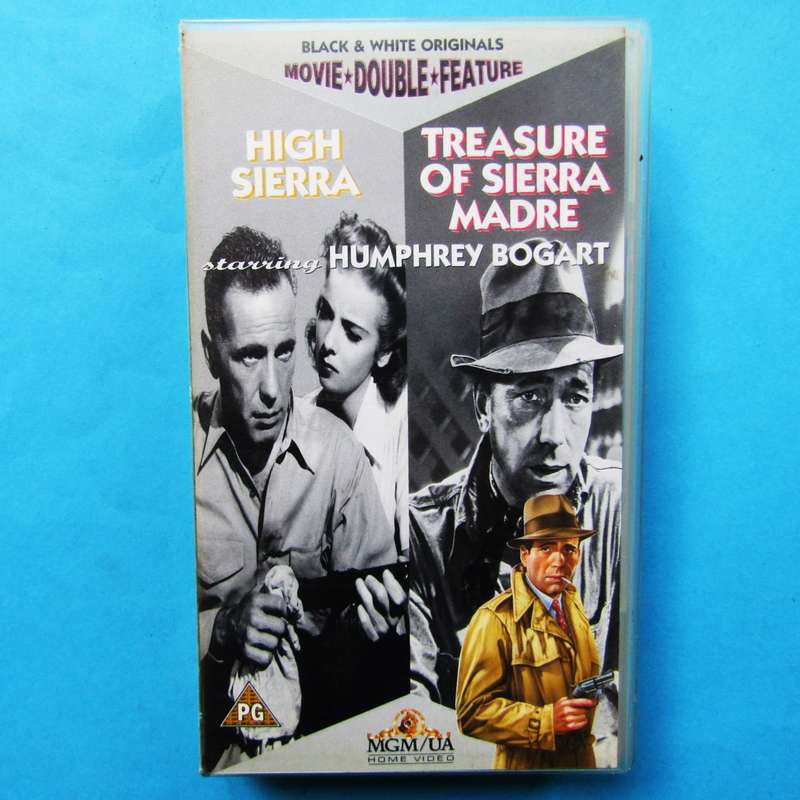 BLACK & WHITE ORIGINALS
MOVIE★DOUBLE★FEATURE
HIGH
SIERRA
TREASURE
OF SIERRA
MADRE
starring HUMPHREY BOGART
PG
MGM/UA
HOME VIDEO